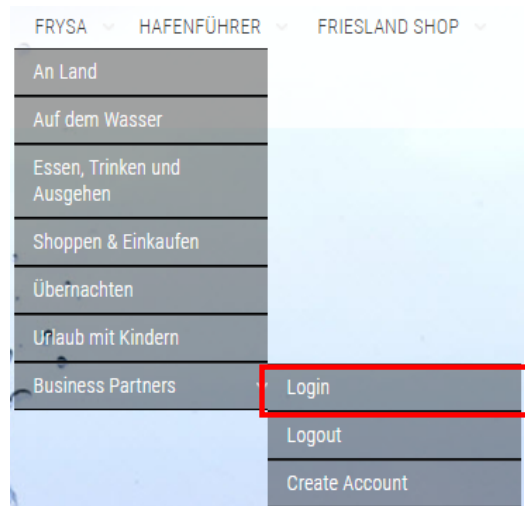 FRYSA HAFENFÜHRER FRIESLAND SHOP
An Land
Auf dem Wasser
Essen, Trinken und
Ausgehen
Shoppen & Einkaufen
Übernachten
Urlaub mit Kindern
Business Partners Login
Logout
Create Account